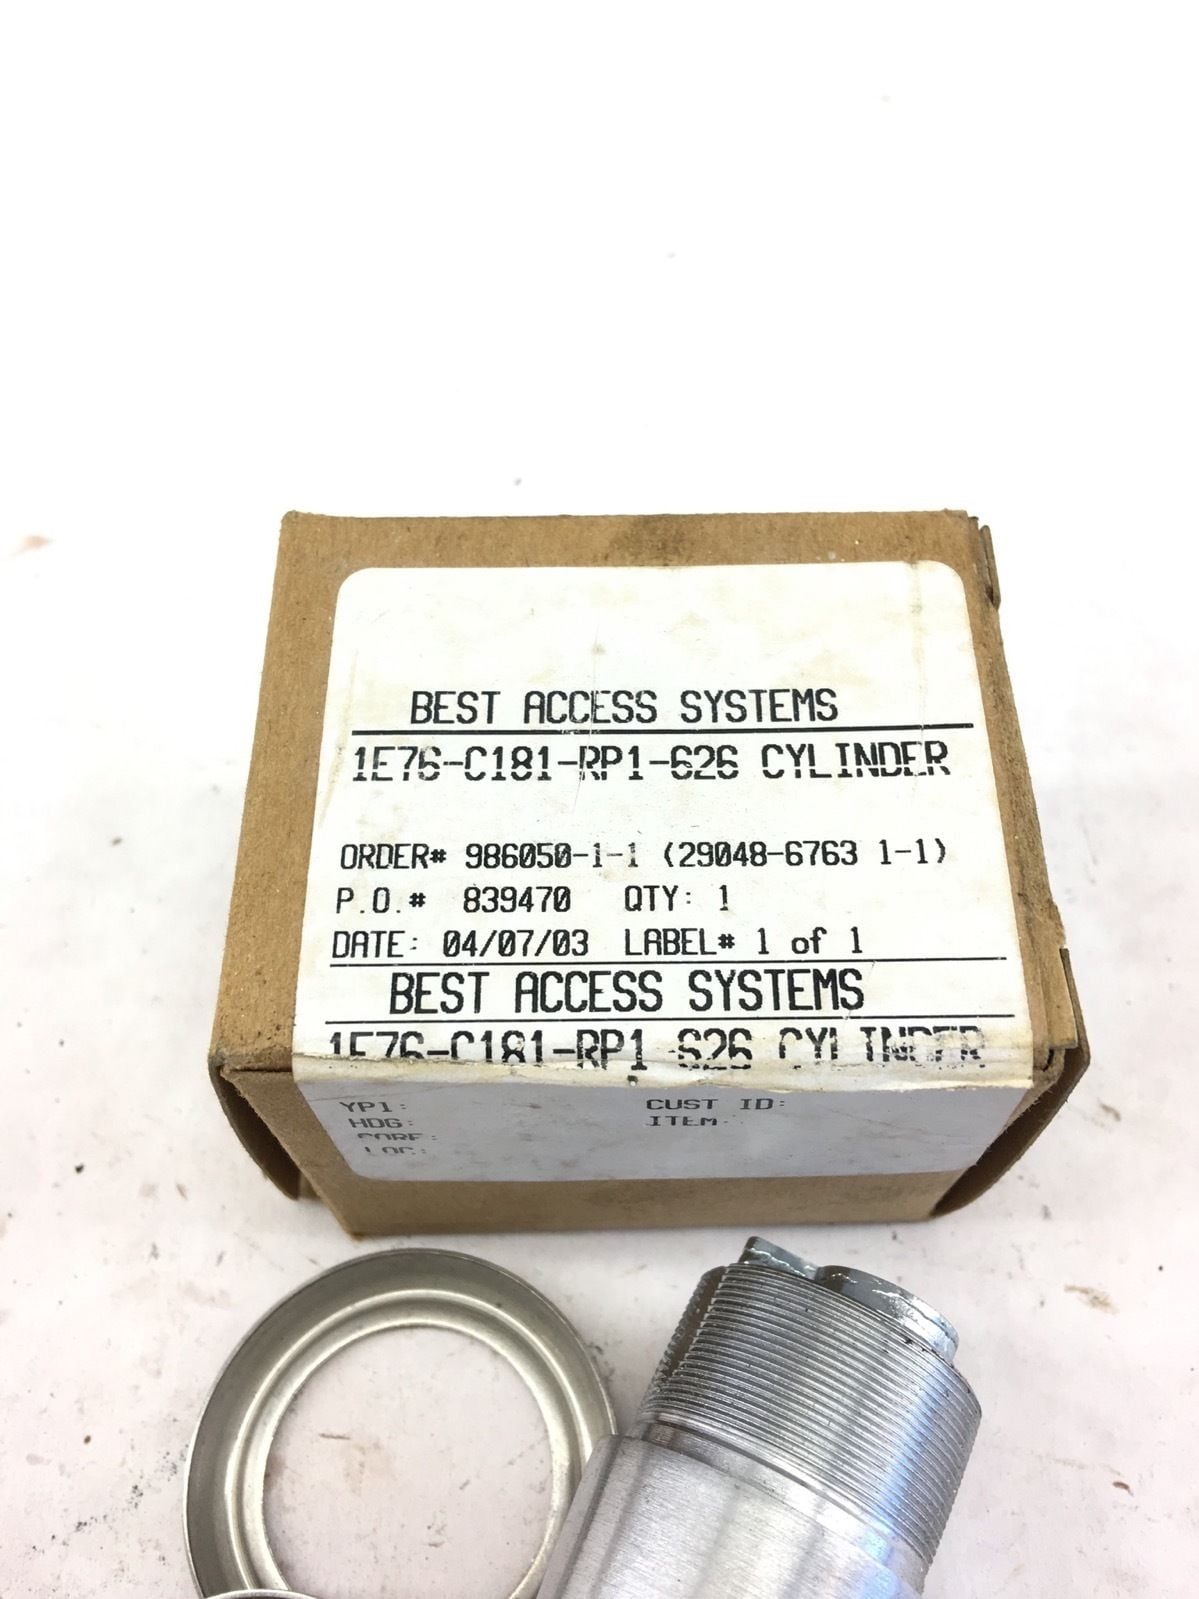 BEST ACCESS SYSTEMS
1E76-C181-RP1-626 CYLINDER
ORDER# 986050-1-1 (29048-6763 1-1)
P.O.# 839470 QTY: 1
DATE: 04/07/03 LABEL# 1 of 1
BEST ACCESS SYSTEMS
1E76-C181-RP1-626 CYLINDER
YP1: CUST ID:
HDG: ITEM:
CORE:
LOC: